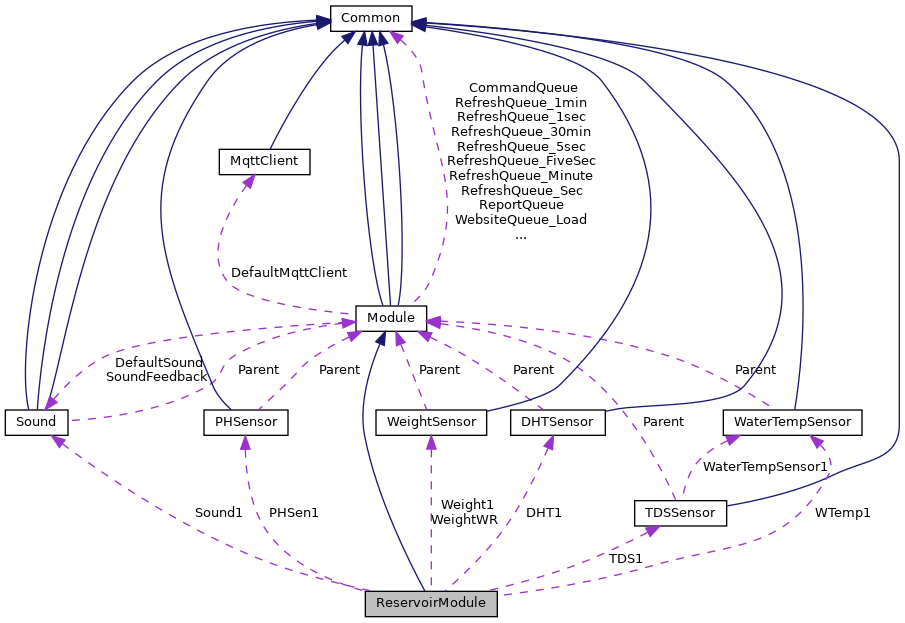 Common
CommandQueue
RefreshQueue_1min
RefreshQueue_1sec
RefreshQueue_30min
RefreshQueue_5sec
RefreshQueue_FiveSec
RefreshQueue_Minute
RefreshQueue_Sec
ReportQueue
WebsiteQueue_Load
...
MqttClient
DefaultMqttClient
Module
DefaultSound
SoundFeedback
Parent
Parent
Parent
Parent
Parent
Parent
Sound
PHSensor
WeightSensor
DHTSensor
WaterTempSensor
WaterTempSensor1
TDSSensor
Sound1
PHSen1
Weight1
WeightWR
DHT1
WTemp1
TDS1
ReservoirModule